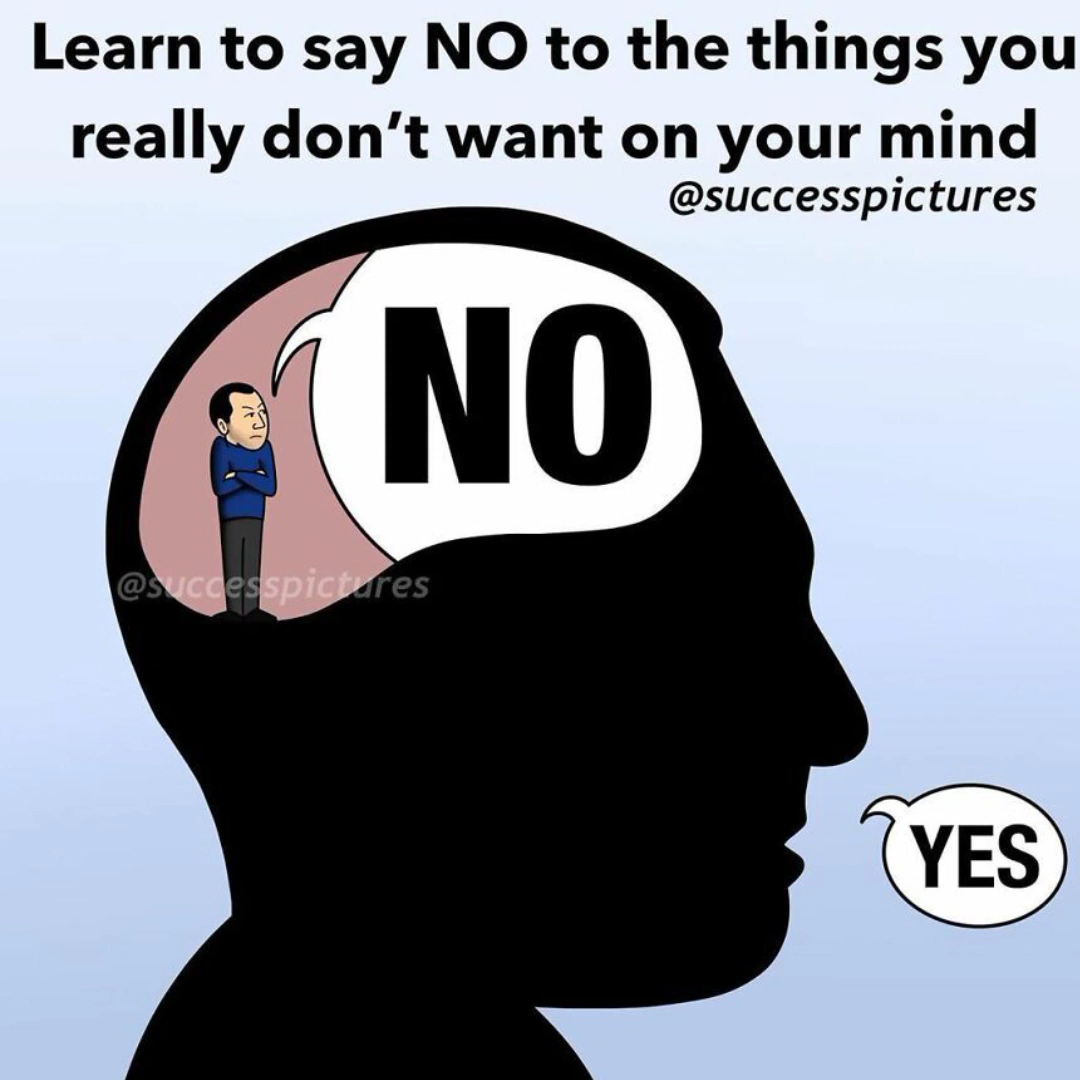 Learn to say NO to the things you
really don’t want on your mind
@successpictures
NO
@successpictures
YES